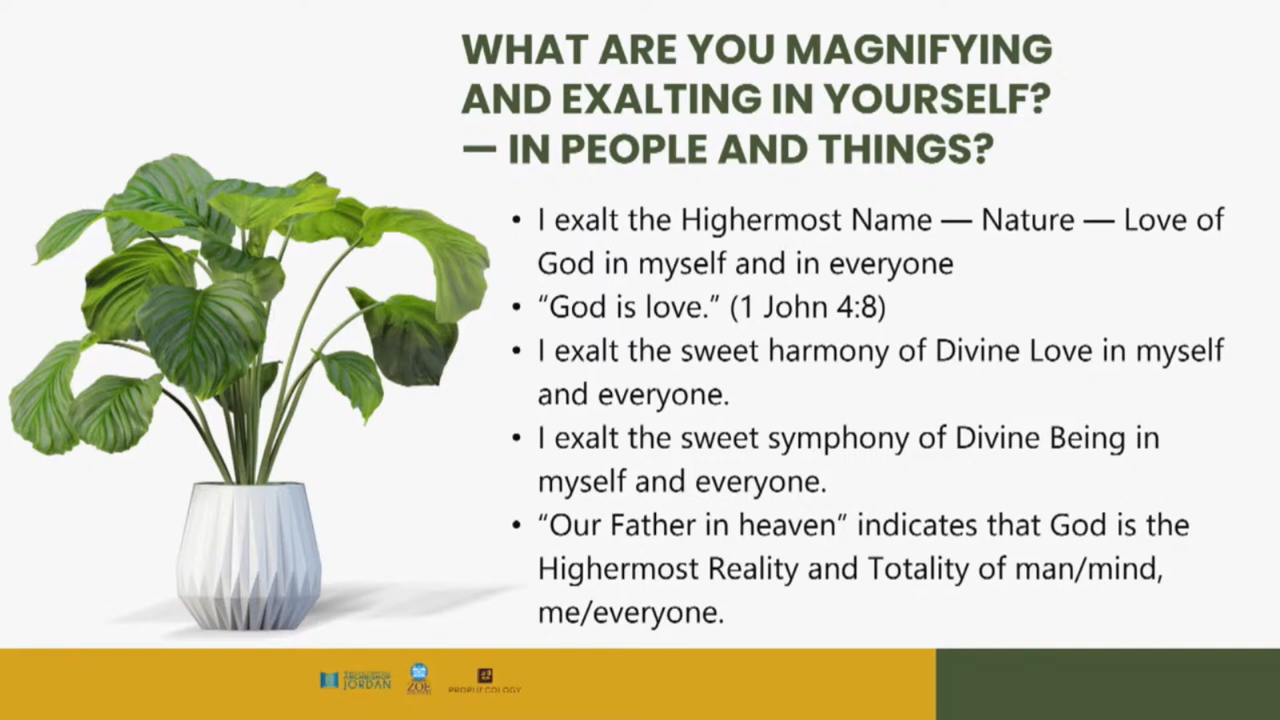 WHAT ARE YOU MAGNIFYING
AND EXALTING IN YOURSELF?
— IN PEOPLE AND THINGS?
• I exalt the Highermost Name — Nature — Love of
God in myself and in everyone
• “God is love.” (1 John 4:8)
• I exalt the sweet harmony of Divine Love in myself
and everyone.
• I exalt the sweet symphony of Divine Being in
myself and everyone.
• “Our Father in heaven” indicates that God is the
Highermost Reality and Totality of man/mind,
me/everyone.
ARCHBISHOP
JORDAN
ZOE